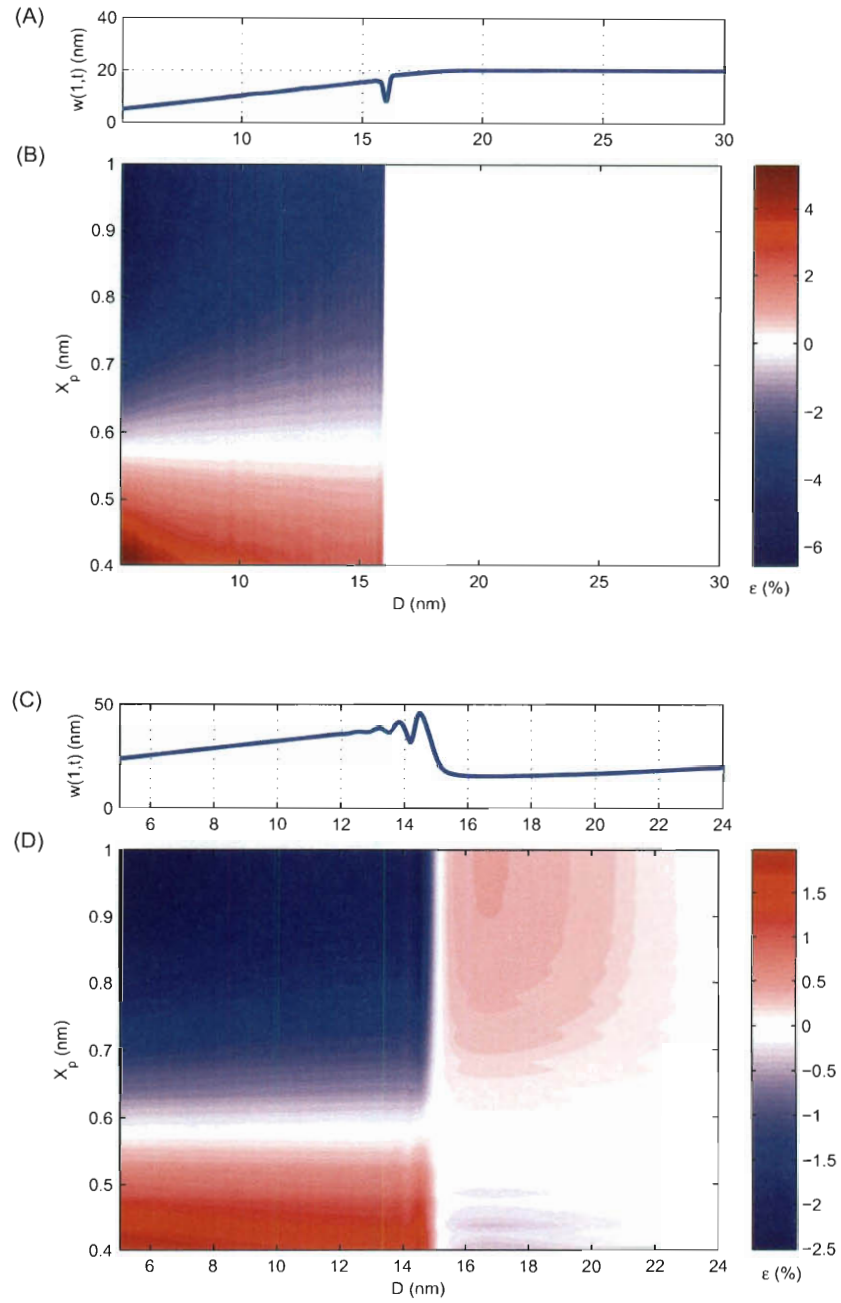 (A)
40
20
0
w(1,t) (nm)
10 15 20 25 30
(B)
1
0.9
0.8
0.7
0.6
0.5
0.4
X_p (nm)
10 15 20 25 30
D (nm)
4
2
0
−2
−4
−6
ε (%)
(C)
50
0
w(1,t) (nm)
6 8 10 12 14 16 18 20 22 24
(D)
1
0.9
0.8
0.7
0.6
0.5
0.4
X_p (nm)
6 8 10 12 14 16 18 20 22 24
D (nm)
1.5
1
0.5
0
−0.5
−1
−1.5
−2
−2.5
ε (%)